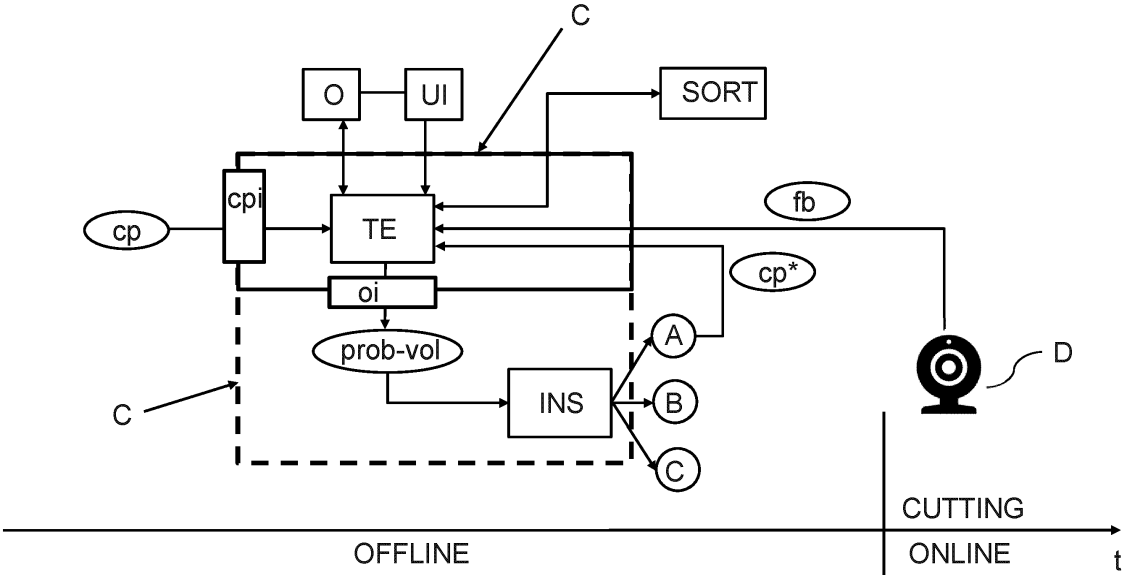 C
O
UI
SORT
cpi
cp
TE
fb
cp*
oi
prob-vol
A
D
INS
B
C
C
CUTTING
OFFLINE
ONLINE
t